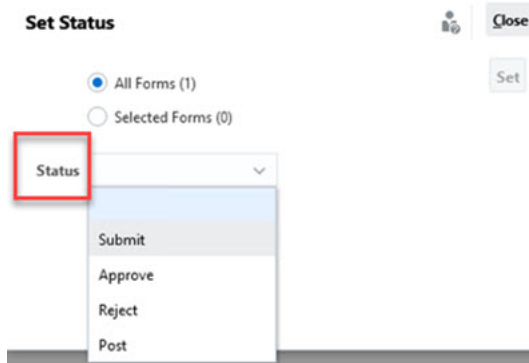 Set Status
Close
All Forms (1)
Set
Selected Forms (0)
Status
Submit
Approve
Reject
Post